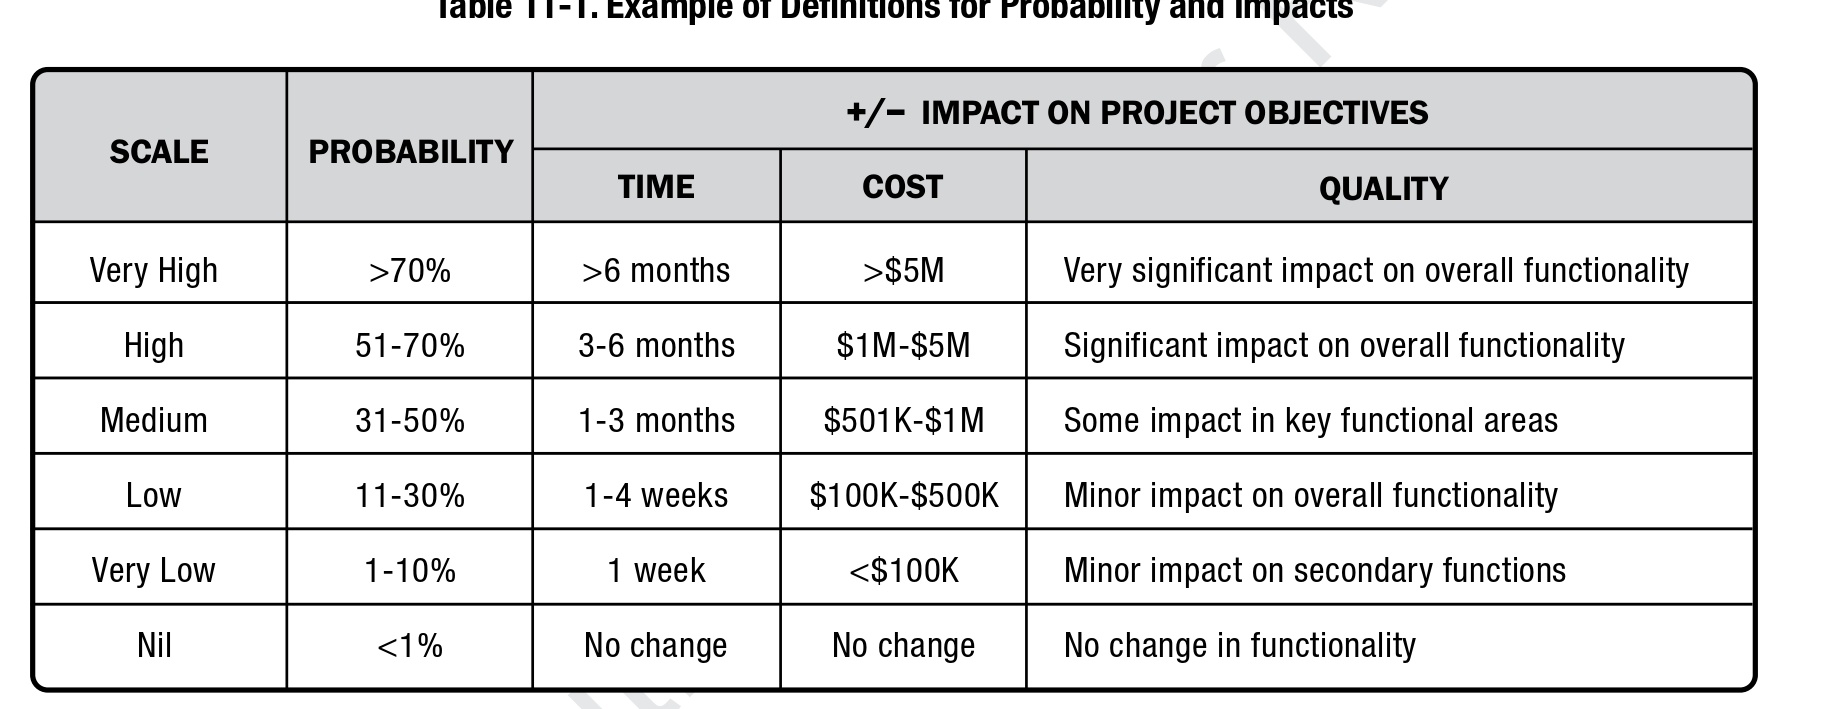 Table 11-1. Example of Definitions for Probability and Impacts
+/− IMPACT ON PROJECT OBJECTIVES
SCALE PROBABILITY
TIME COST QUALITY
Very High >70% >6 months >$5M Very significant impact on overall functionality
High 51-70% 3-6 months $1M-$5M Significant impact on overall functionality
Medium 31-50% 1-3 months $501K-$1M Some impact in key functional areas
Low 11-30% 1-4 weeks $100K-$500K Minor impact on overall functionality
Very Low 1-10% 1 week <$100K Minor impact on secondary functions
Nil <1% No change No change No change in functionality